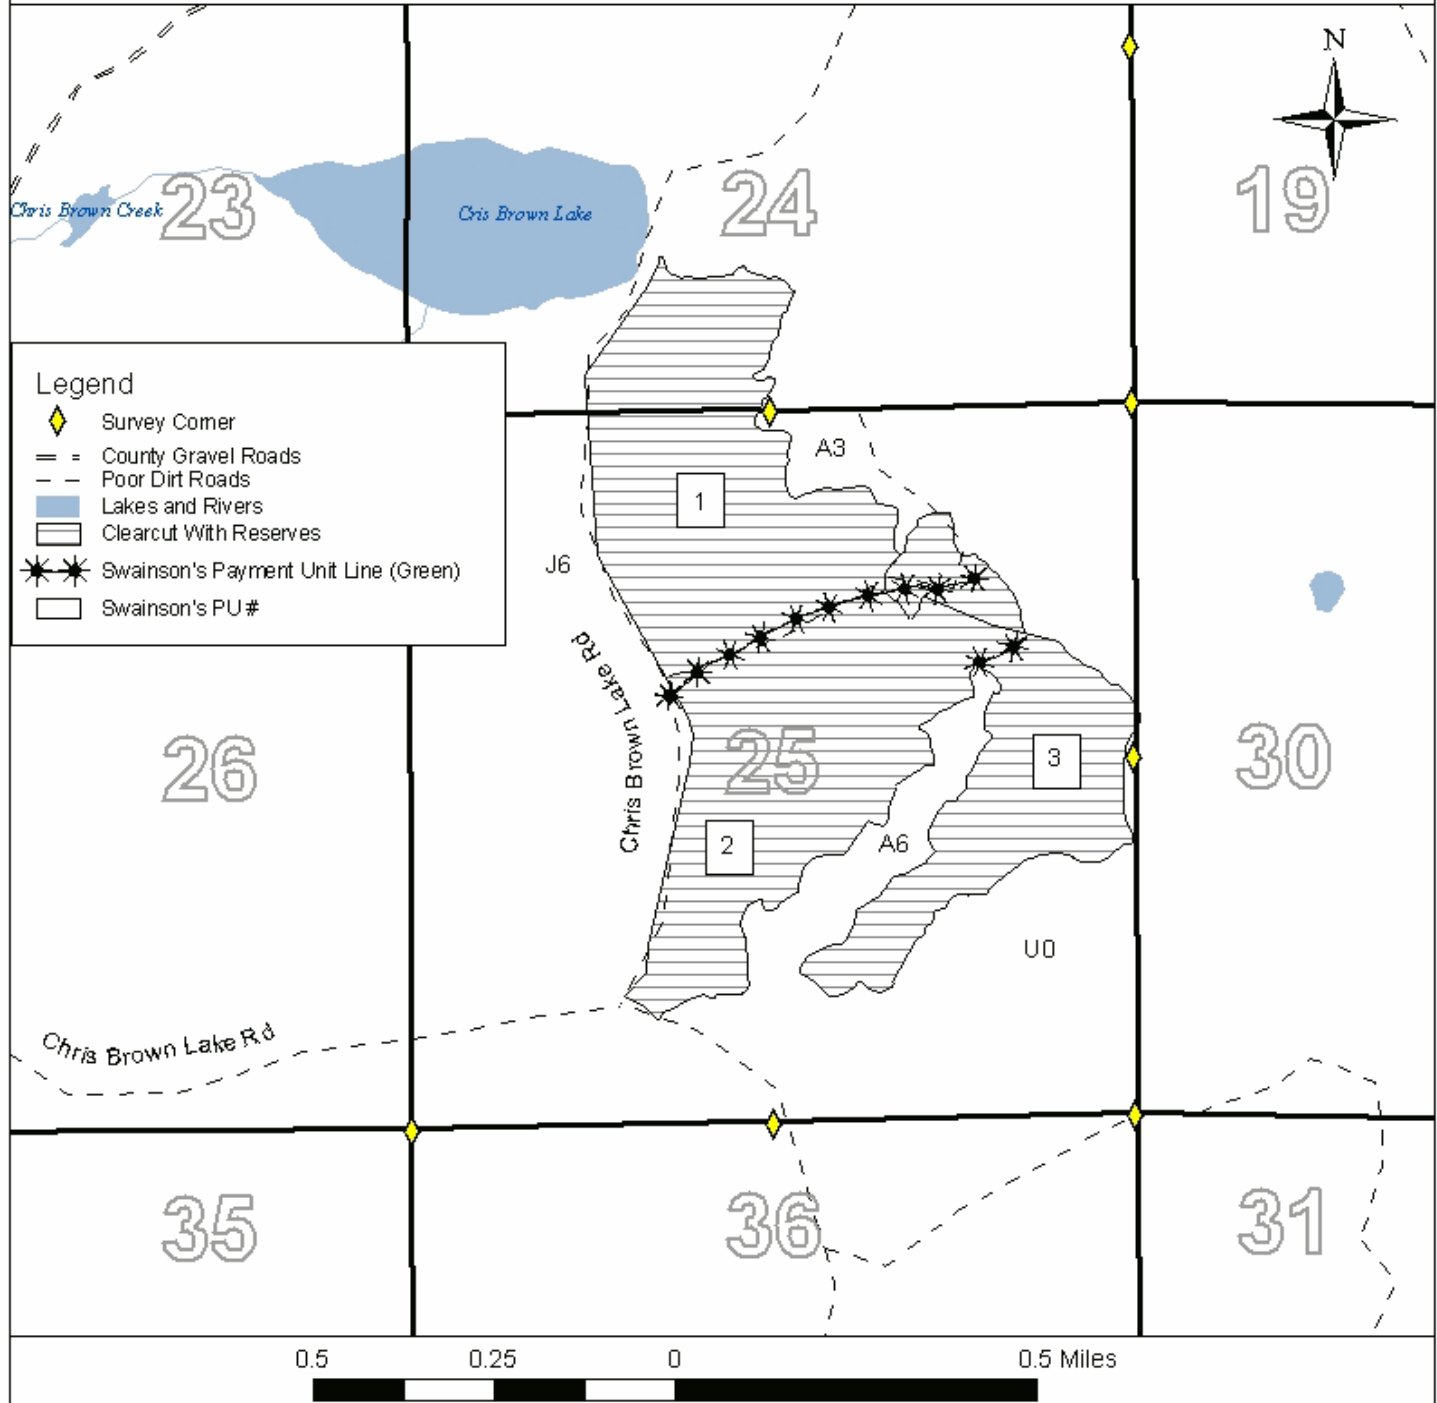 N
23
24
19
Chris Brown Creek
Cris Brown Lake
Legend
Survey Corner
County Gravel Roads
Poor Dirt Roads
Lakes and Rivers
Clearcut With Reserves
Swainson's Payment Unit Line (Green)
Swainson's PU #
A3
1
J6
Chris Brown Lake Rd
26
25
3
30
2
A6
U0
Chris Brown Lake Rd
35
36
31
0.5 0.25 0 0.5 Miles